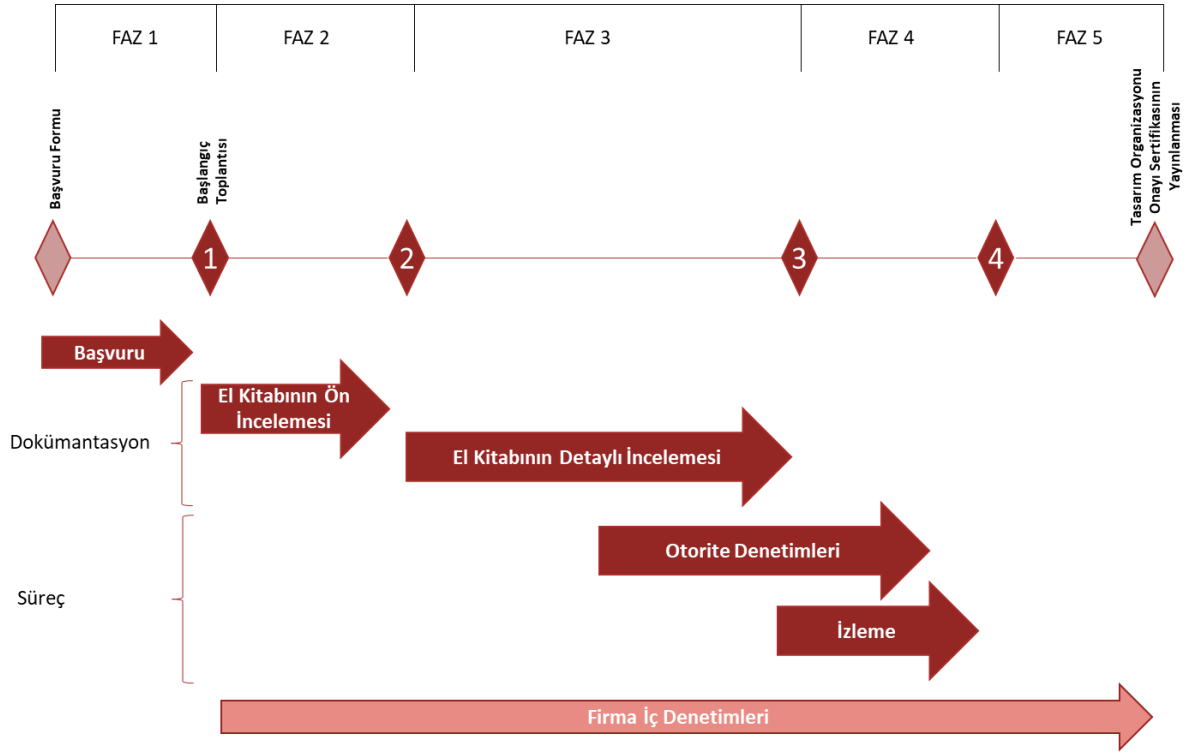 FAZ 1
FAZ 2
FAZ 3
FAZ 4
FAZ 5
Başvuru Formu
Başlangıç
Toplantısı
Tasarım Organizasyonu
Onayı Sertifikasının
Yayınlanması
1
2
3
4
Başvuru
El Kitabının Ön
İncelemesi
Dokümantasyon
El Kitabının Detaylı İncelemesi
Otorite Denetimleri
Süreç
İzleme
Firma İç Denetimleri